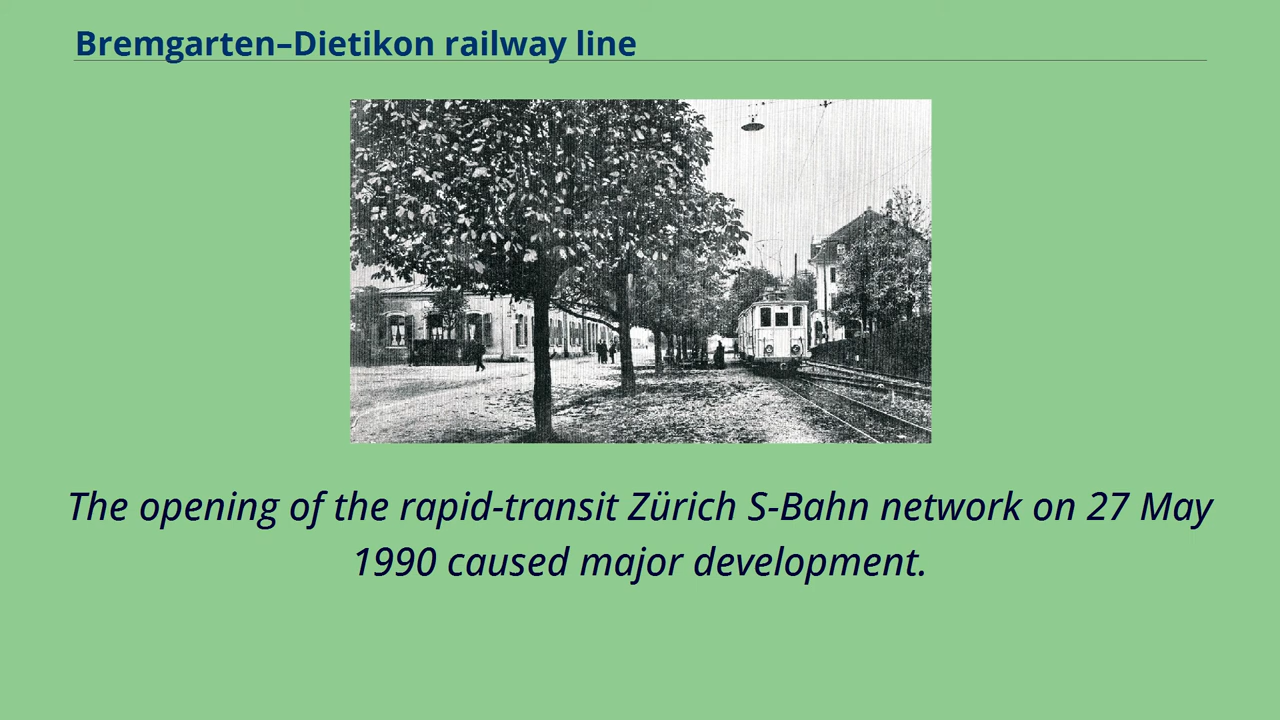 Bremgarten–Dietikon railway line
The opening of the rapid-transit Zürich S-Bahn network on 27 May
1990 caused major development.